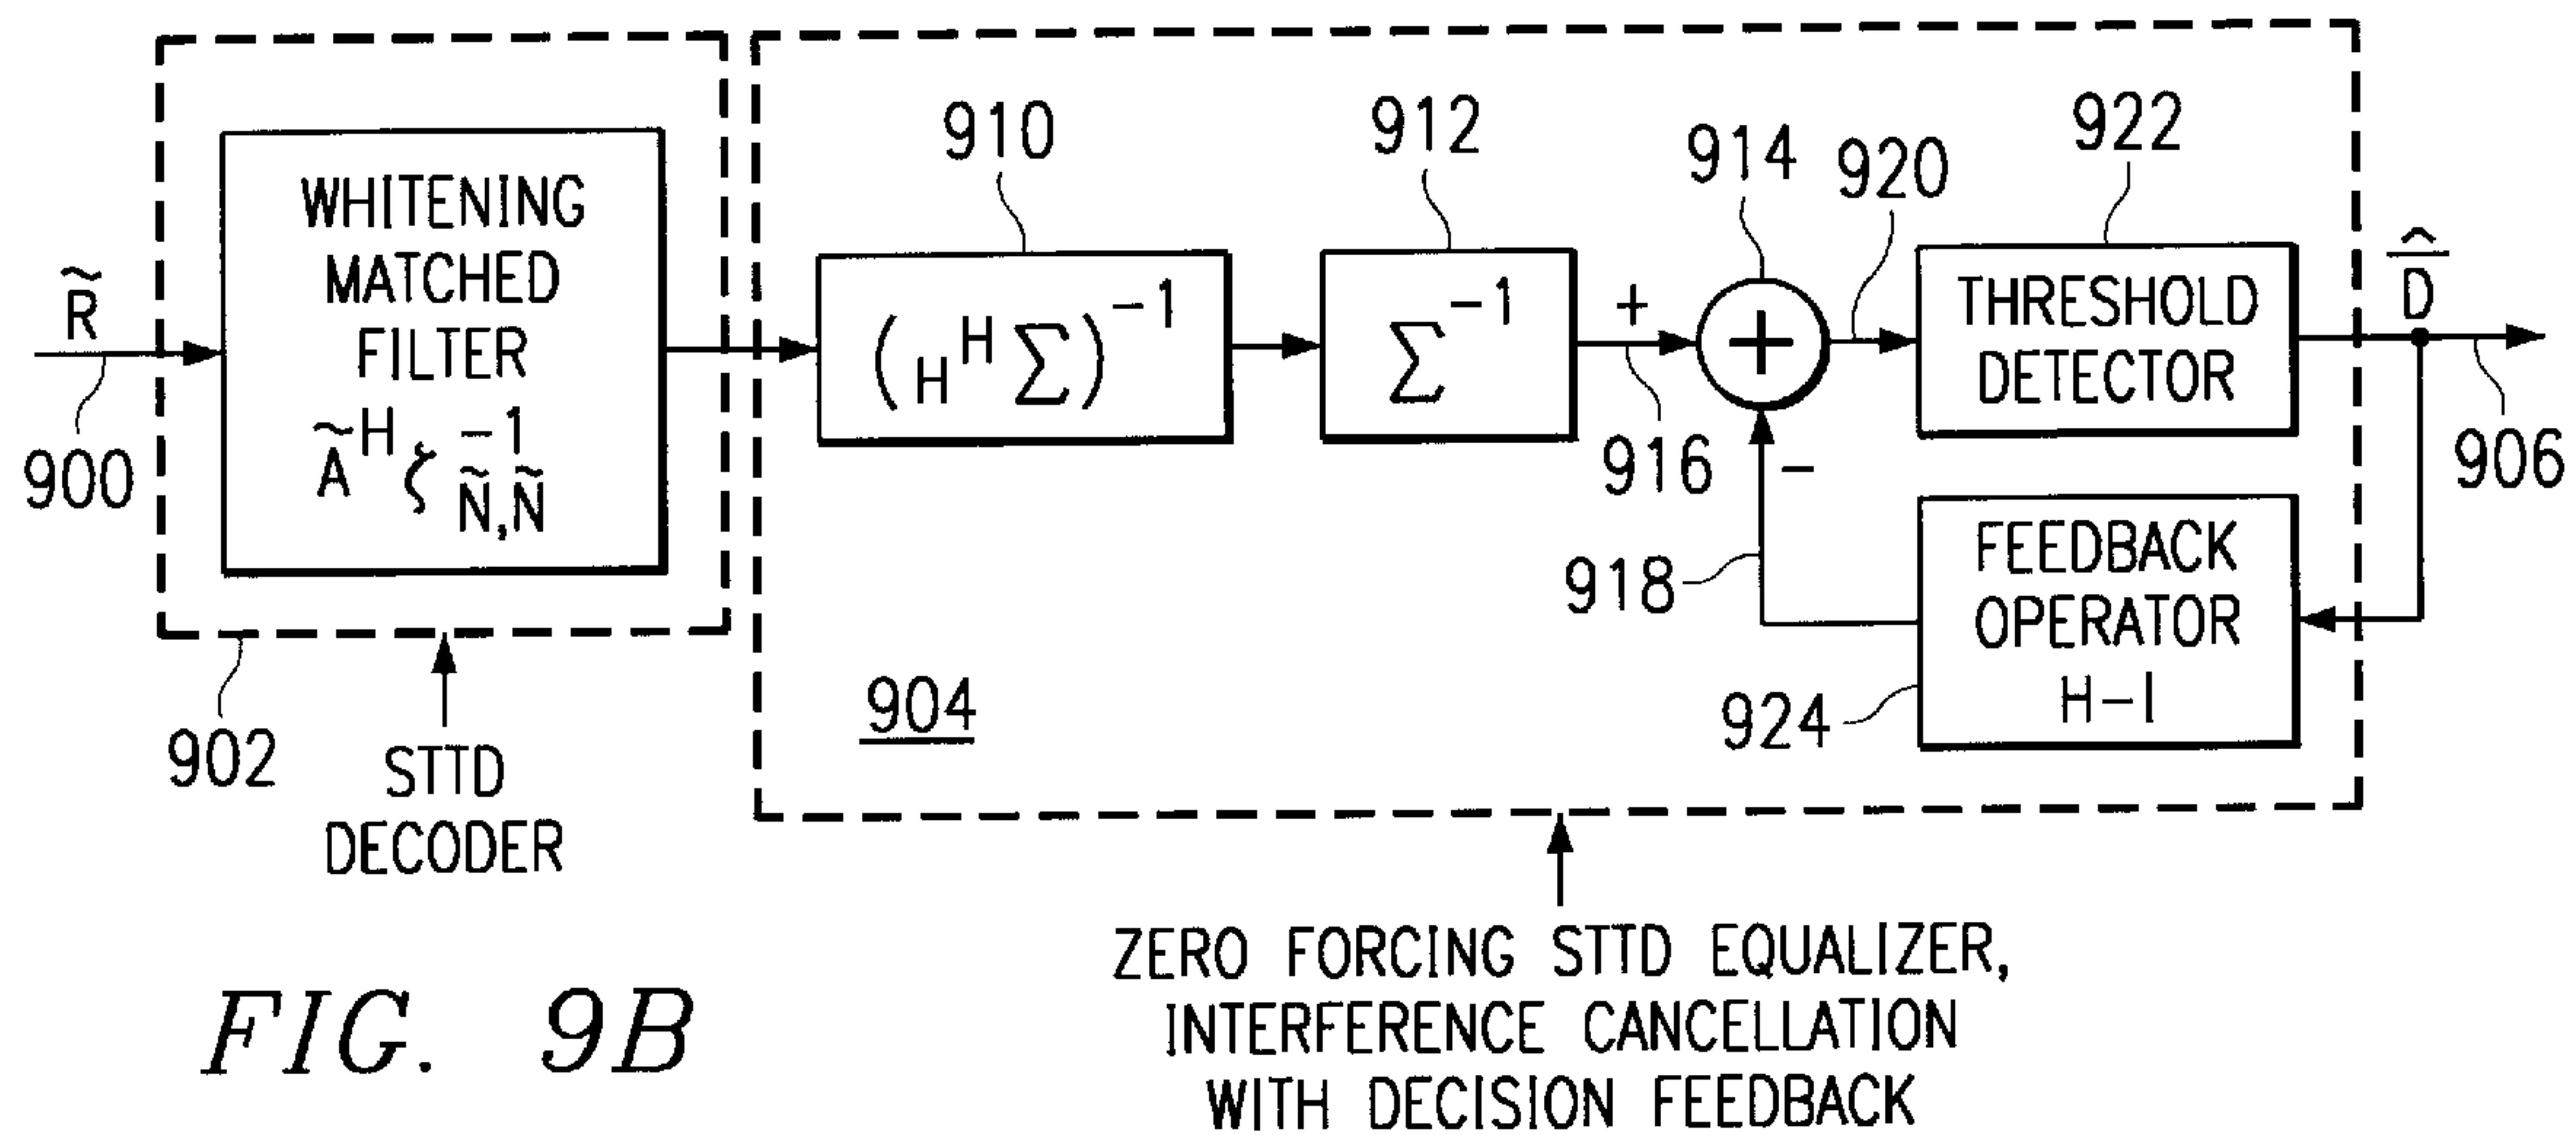 910
912
914
920
922
WHITENING
MATCHED
FILTER
Ã^H ζ^-1_Ñ,Ñ
R̃
900
(H^H Σ)^-1
Σ^-1
+
+
916
THRESHOLD
DETECTOR
D̂
906
-
918
FEEDBACK
OPERATOR
H-I
924
904
902
STTD
DECODER
ZERO FORCING STTD EQUALIZER,
INTERFERENCE CANCELLATION
WITH DECISION FEEDBACK
FIG. 9B